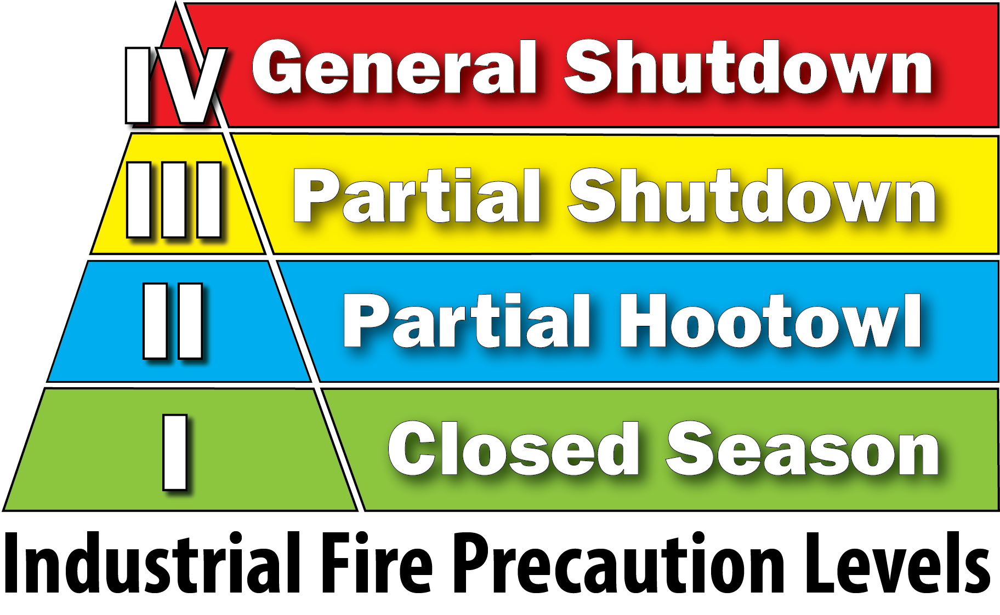 IV General Shutdown
III Partial Shutdown
II Partial Hootowl
I Closed Season
Industrial Fire Precaution Levels